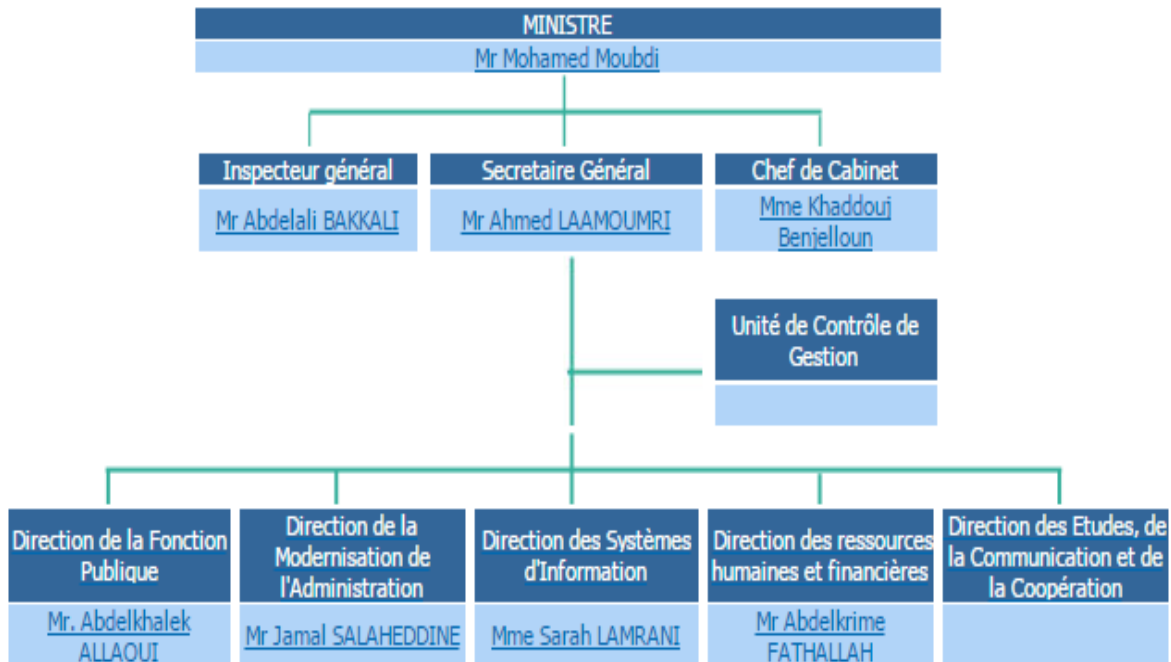 MINISTRE
Mr Mohamed Moubdi
Inspecteur général
Mr Abdelali BAKKALI
Secretaire Général
Mr Ahmed LAAMOUMRI
Chef de Cabinet
Mme Khaddouj
Benjelloun
Unité de Contrôle de
Gestion
Direction de la Fonction
Publique
Mr. Abdelkhalek
ALLAOUI
Direction de la
Modernisation de
l'Administration
Mr Jamal SALAHEDDINE
Direction des Systèmes
d'Information
Mme Sarah LAMRANI
Direction des ressources
humaines et financières
Mr Abdelkrime
FATHALLAH
Direction des Etudes, de
la Communication et de
la Coopération